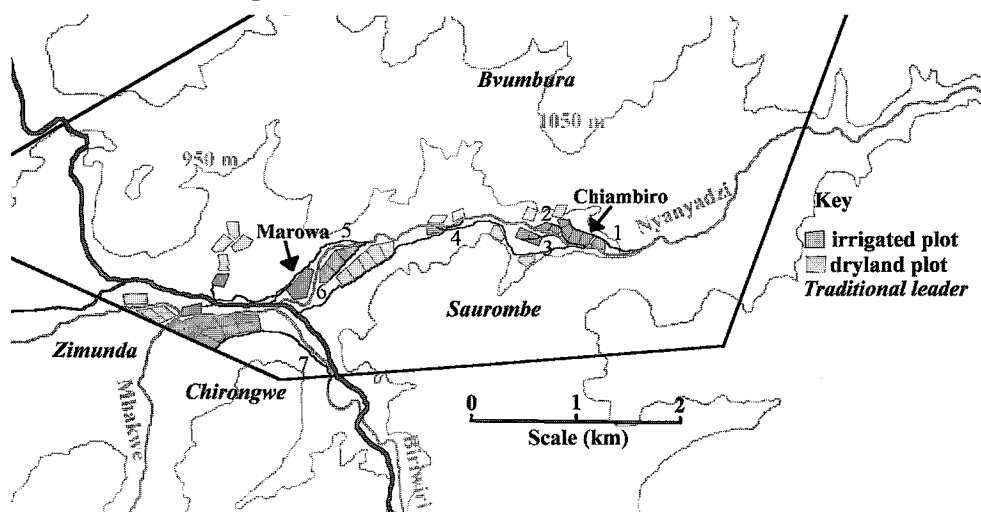 Bvumbura
1050 m
950 m
Nyanyadzi
Chiambiro
Key
Marowa
5
2
1
irrigated plot
4
3
dryland plot
Traditional leader
6
Saurombe
Zimunda
7
Chirongwe
Mhakwe
0 1 2
Scale (km)
Biriwiri